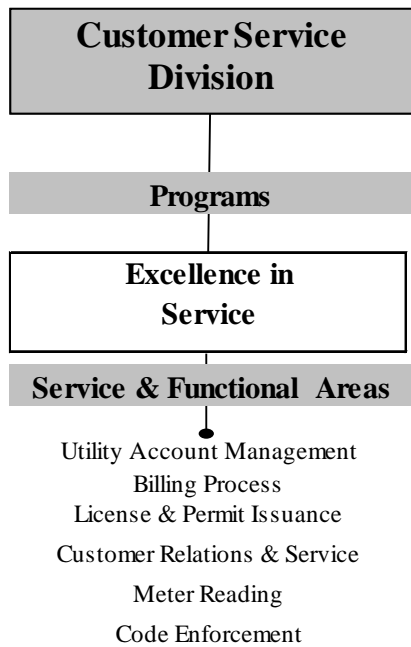 Customer Service
Division
Programs
Excellence in
Service
Service & Functional Areas
Utility Account Management
Billing Process
License & Permit Issuance
Customer Relations & Service
Meter Reading
Code Enforcement